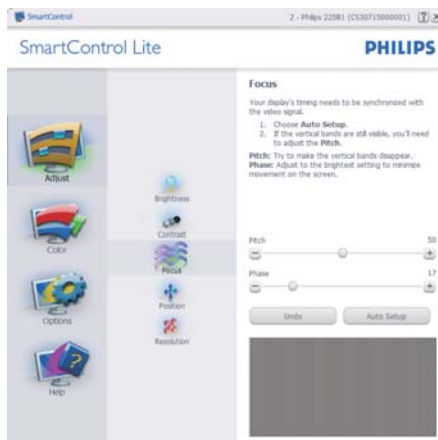 SmartControl
2 - Philips 225B1 (CS30715000001)
SmartControl Lite
PHILIPS
Adjust
Color
Options
Help
Brightness
Contrast
Focus
Position
Resolution
Focus
Your display's timing needs to be synchronized with
the video signal.
1. Choose Auto Setup.
2. If the vertical bands are still visible, you'll need
to adjust the Pitch.
Pitch: Try to make the vertical bands disappear.
Phase: Adjust to the brightest setting to minimize
movement on the screen.
Pitch 50
Phase 17
Undo Auto Setup